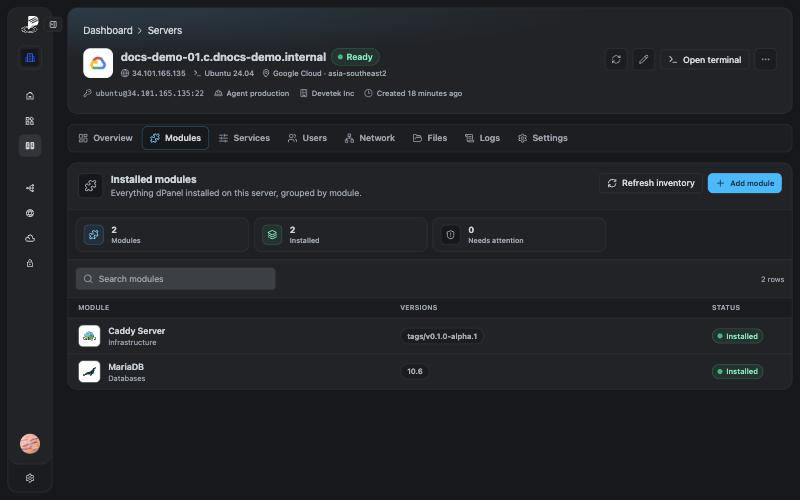 Dashboard > Servers
docs-demo-01.c.dnocs-demo.internal
Ready
34.101.165.135
Ubuntu 24.04
Google Cloud · asia-southeast2
Open terminal
ubuntu@34.101.165.135:22
Agent production
Devetek Inc
Created 18 minutes ago
Overview
Modules
Services
Users
Network
Files
Logs
Settings
Installed modules
Everything dPanel installed on this server, grouped by module.
Refresh inventory
Add module
2
Modules
2
Installed
0
Needs attention
Search modules
2 rows
MODULE
VERSIONS
STATUS
Caddy Server
Infrastructure
tags/v0.1.0-alpha.1
Installed
MariaDB
Databases
10.6
Installed